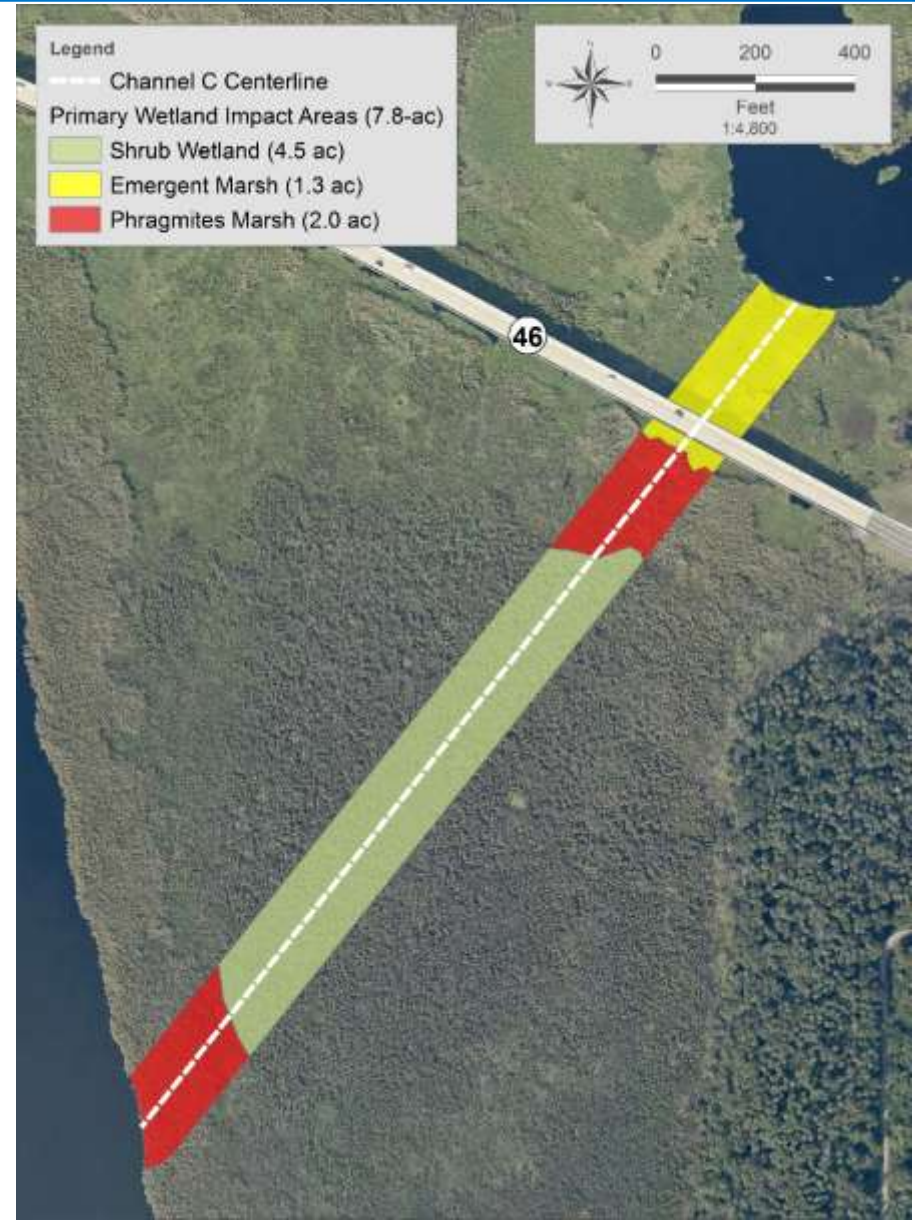 Legend
Channel C Centerline
Primary Wetland Impact Areas (7.8-ac)
Shrub Wetland (4.5 ac)
Emergent Marsh (1.3 ac)
Phragmites Marsh (2.0 ac)
0 200 400
Feet
1:4,800
46